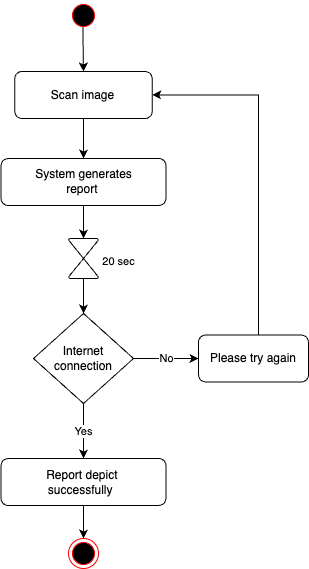 Scan image
System generates
report
20 sec
Internet
connection
No
Please try again
Yes
Report depict
successfully